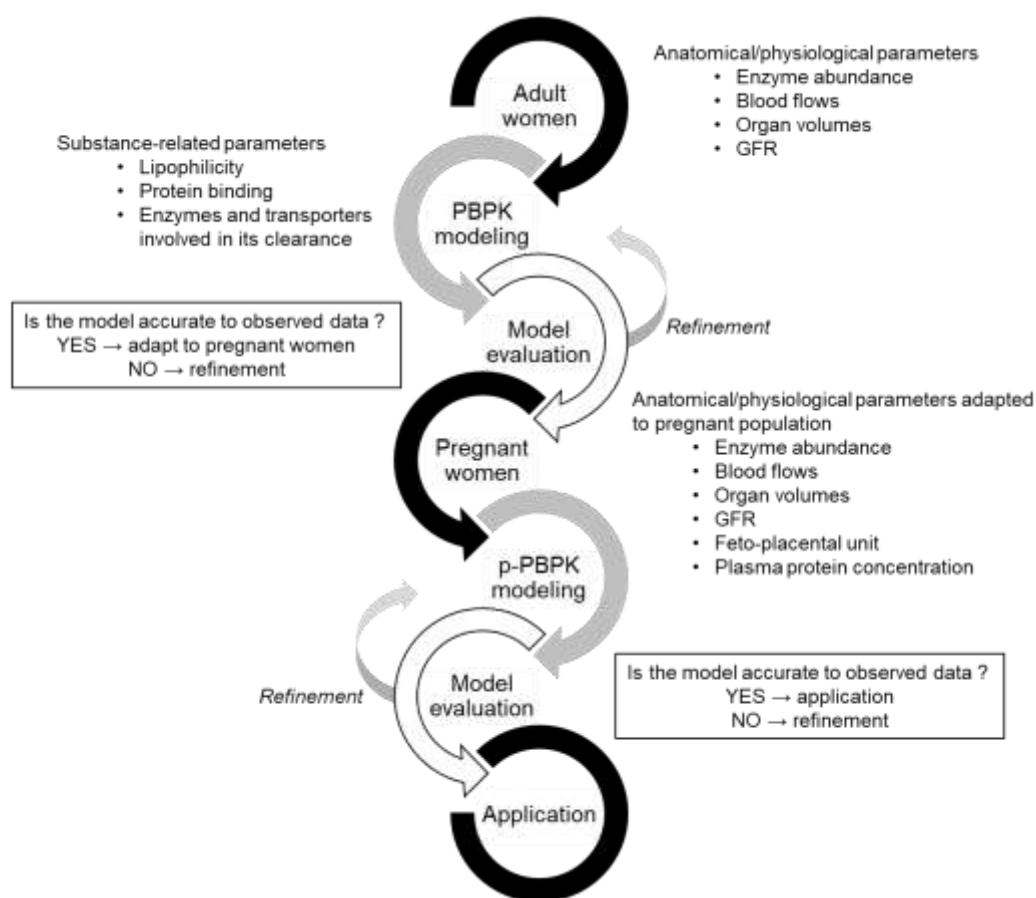 Adult
women
Anatomical/physiological parameters
• Enzyme abundance
• Blood flows
• Organ volumes
• GFR
Substance-related parameters
• Lipophilicity
• Protein binding
• Enzymes and transporters
involved in its clearance
PBPK
modeling
Is the model accurate to observed data ?
YES → adapt to pregnant women
NO → refinement
Model
evaluation
Refinement
Pregnant
women
Anatomical/physiological parameters adapted
to pregnant population
• Enzyme abundance
• Blood flows
• Organ volumes
• GFR
• Feto-placental unit
• Plasma protein concentration
p-PBPK
modeling
Refinement
Model
evaluation
Is the model accurate to observed data ?
YES → application
NO → refinement
Application